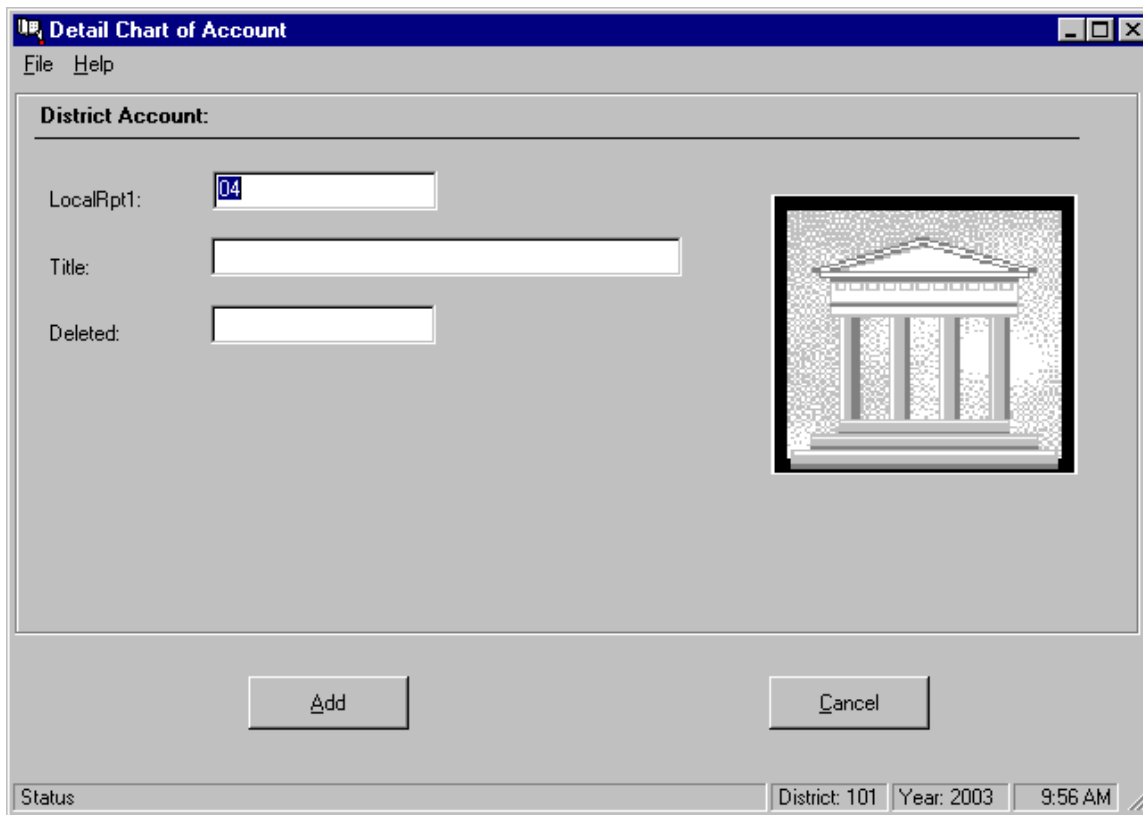 Detail Chart of Account
File Help
District Account:
LocalRpt1: 04
Title:
Deleted:
Add Cancel
Status District: 101 Year: 2003 9:56 AM